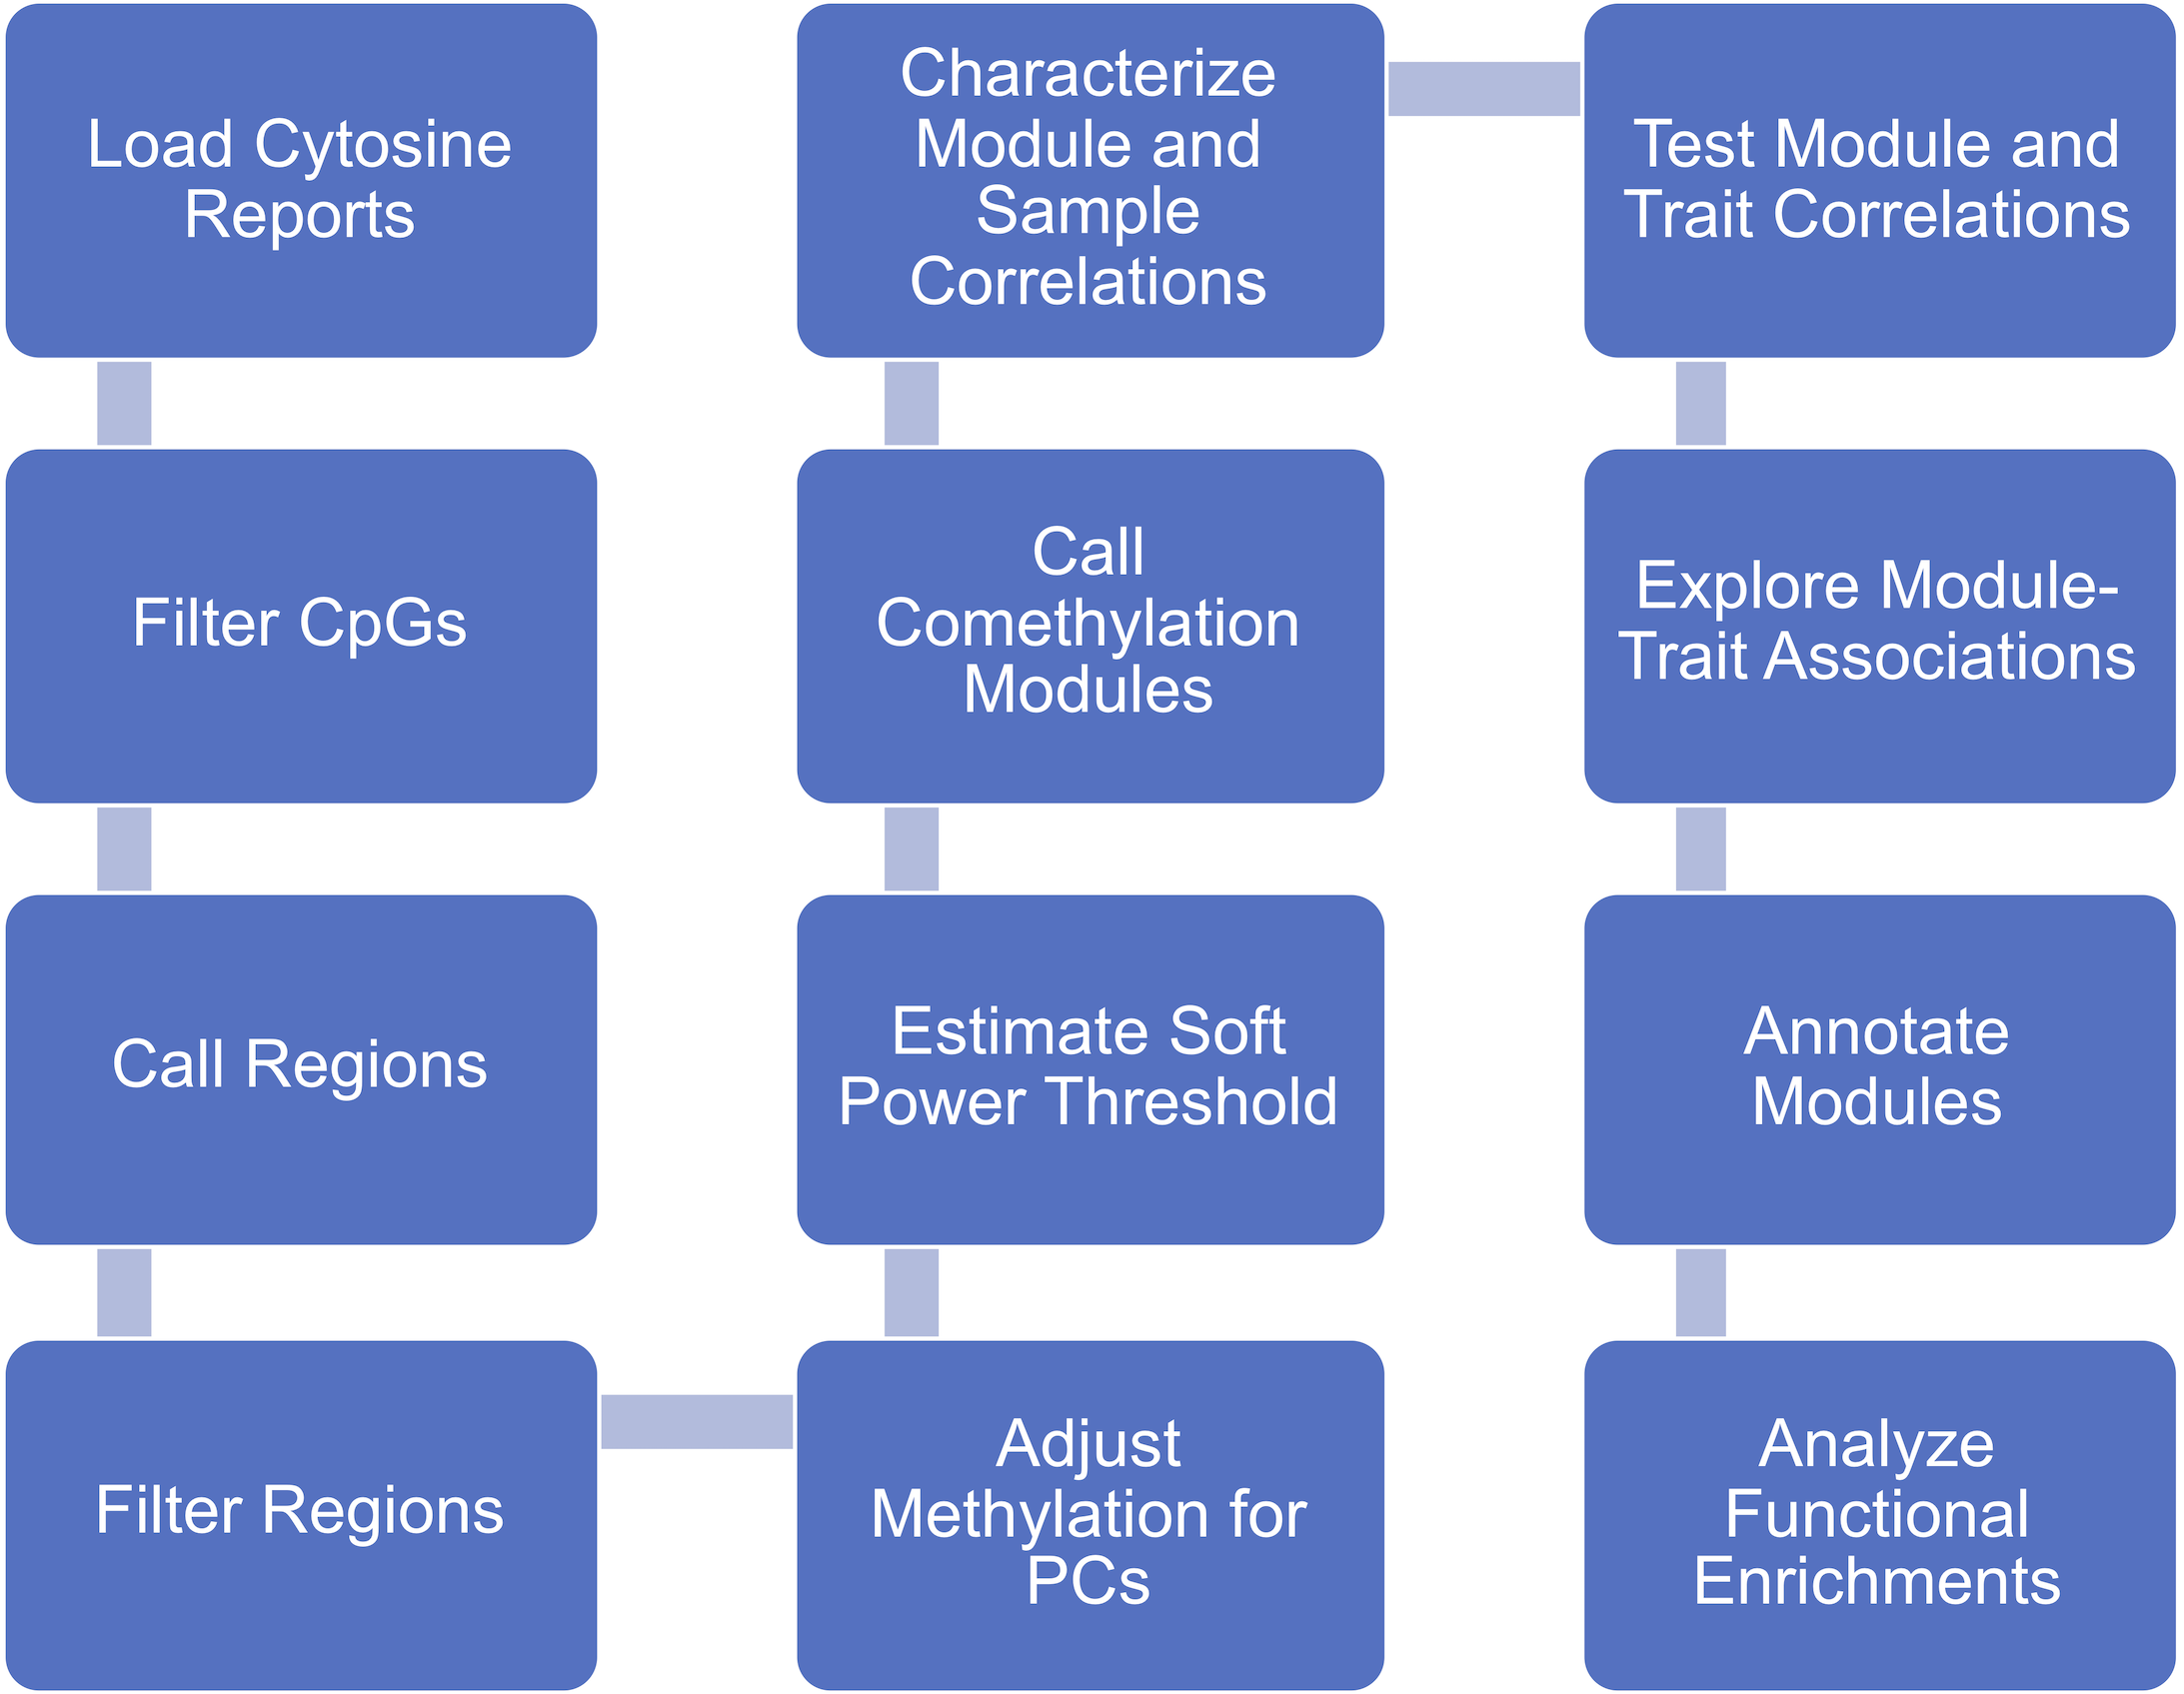 Load Cytosine
Reports
Filter CpGs
Call Regions
Filter Regions
Adjust
Methylation for
PCs
Estimate Soft
Power Threshold
Call
Comethylation
Modules
Characterize
Module and
Sample
Correlations
Test Module and
Trait Correlations
Explore Module-
Trait Associations
Annotate
Modules
Analyze
Functional
Enrichments